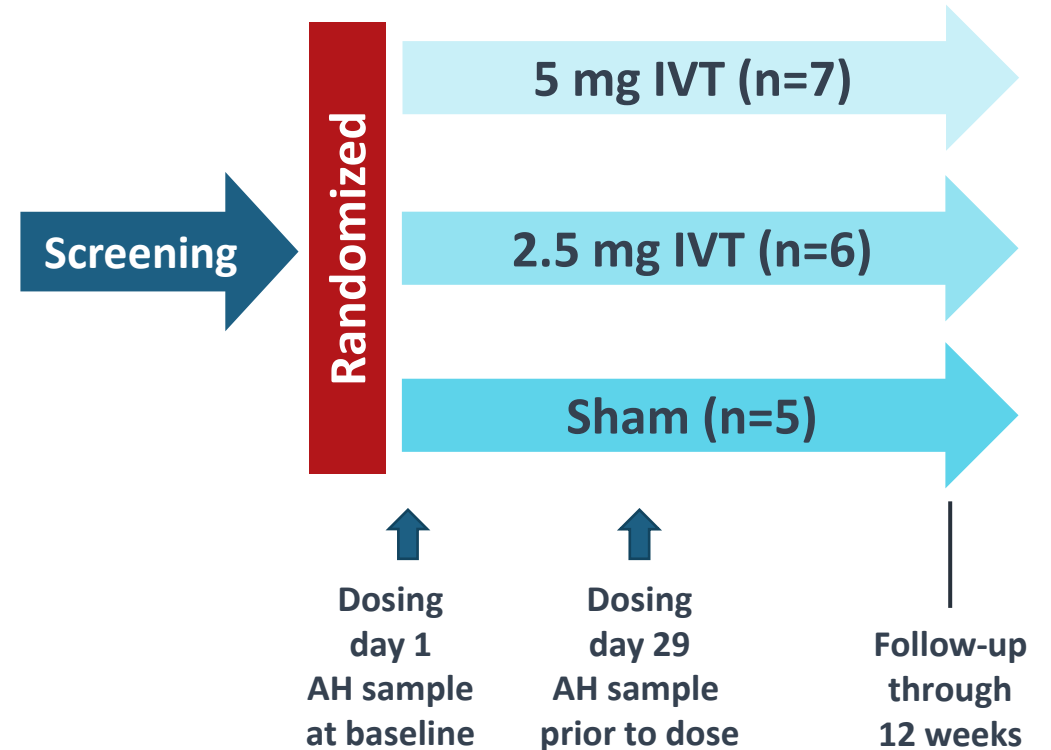 Screening
Randomized
5 mg IVT (n=7)
2.5 mg IVT (n=6)
Sham (n=5)
Dosing
day 1
AH sample
at baseline
Dosing
day 29
AH sample
prior to dose
Follow-up
through
12 weeks